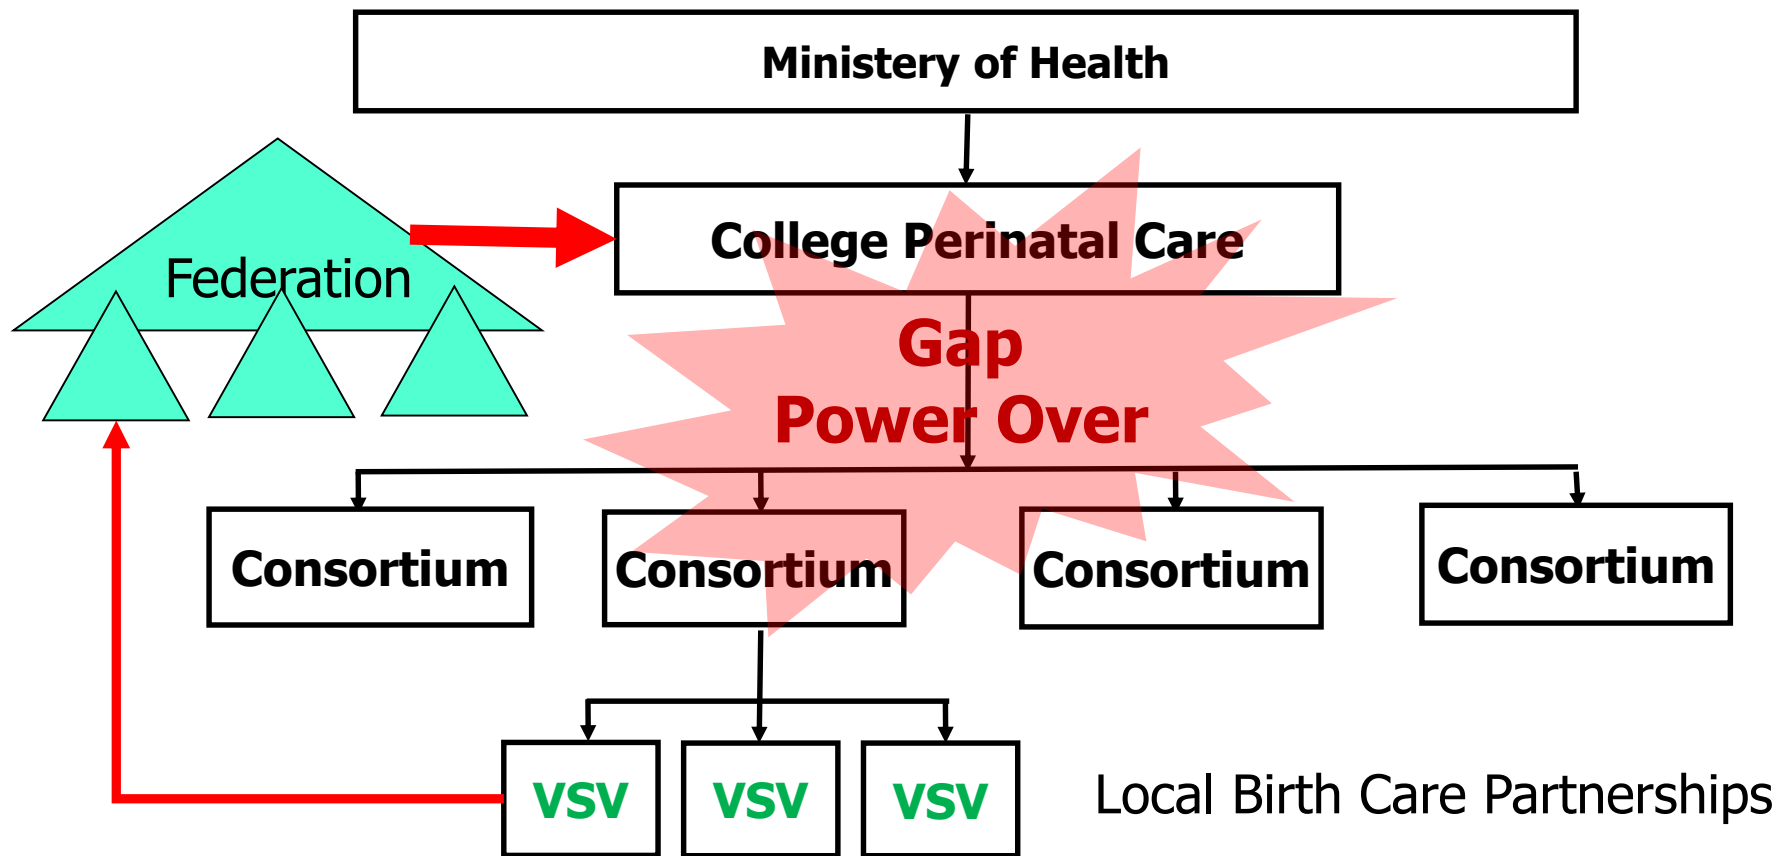 Ministery of Health
College Perinatal Care
Federation
Gap
Power Over
Consortium
Consortium
Consortium
Consortium
VSV
VSV
VSV
Local Birth Care Partnerships